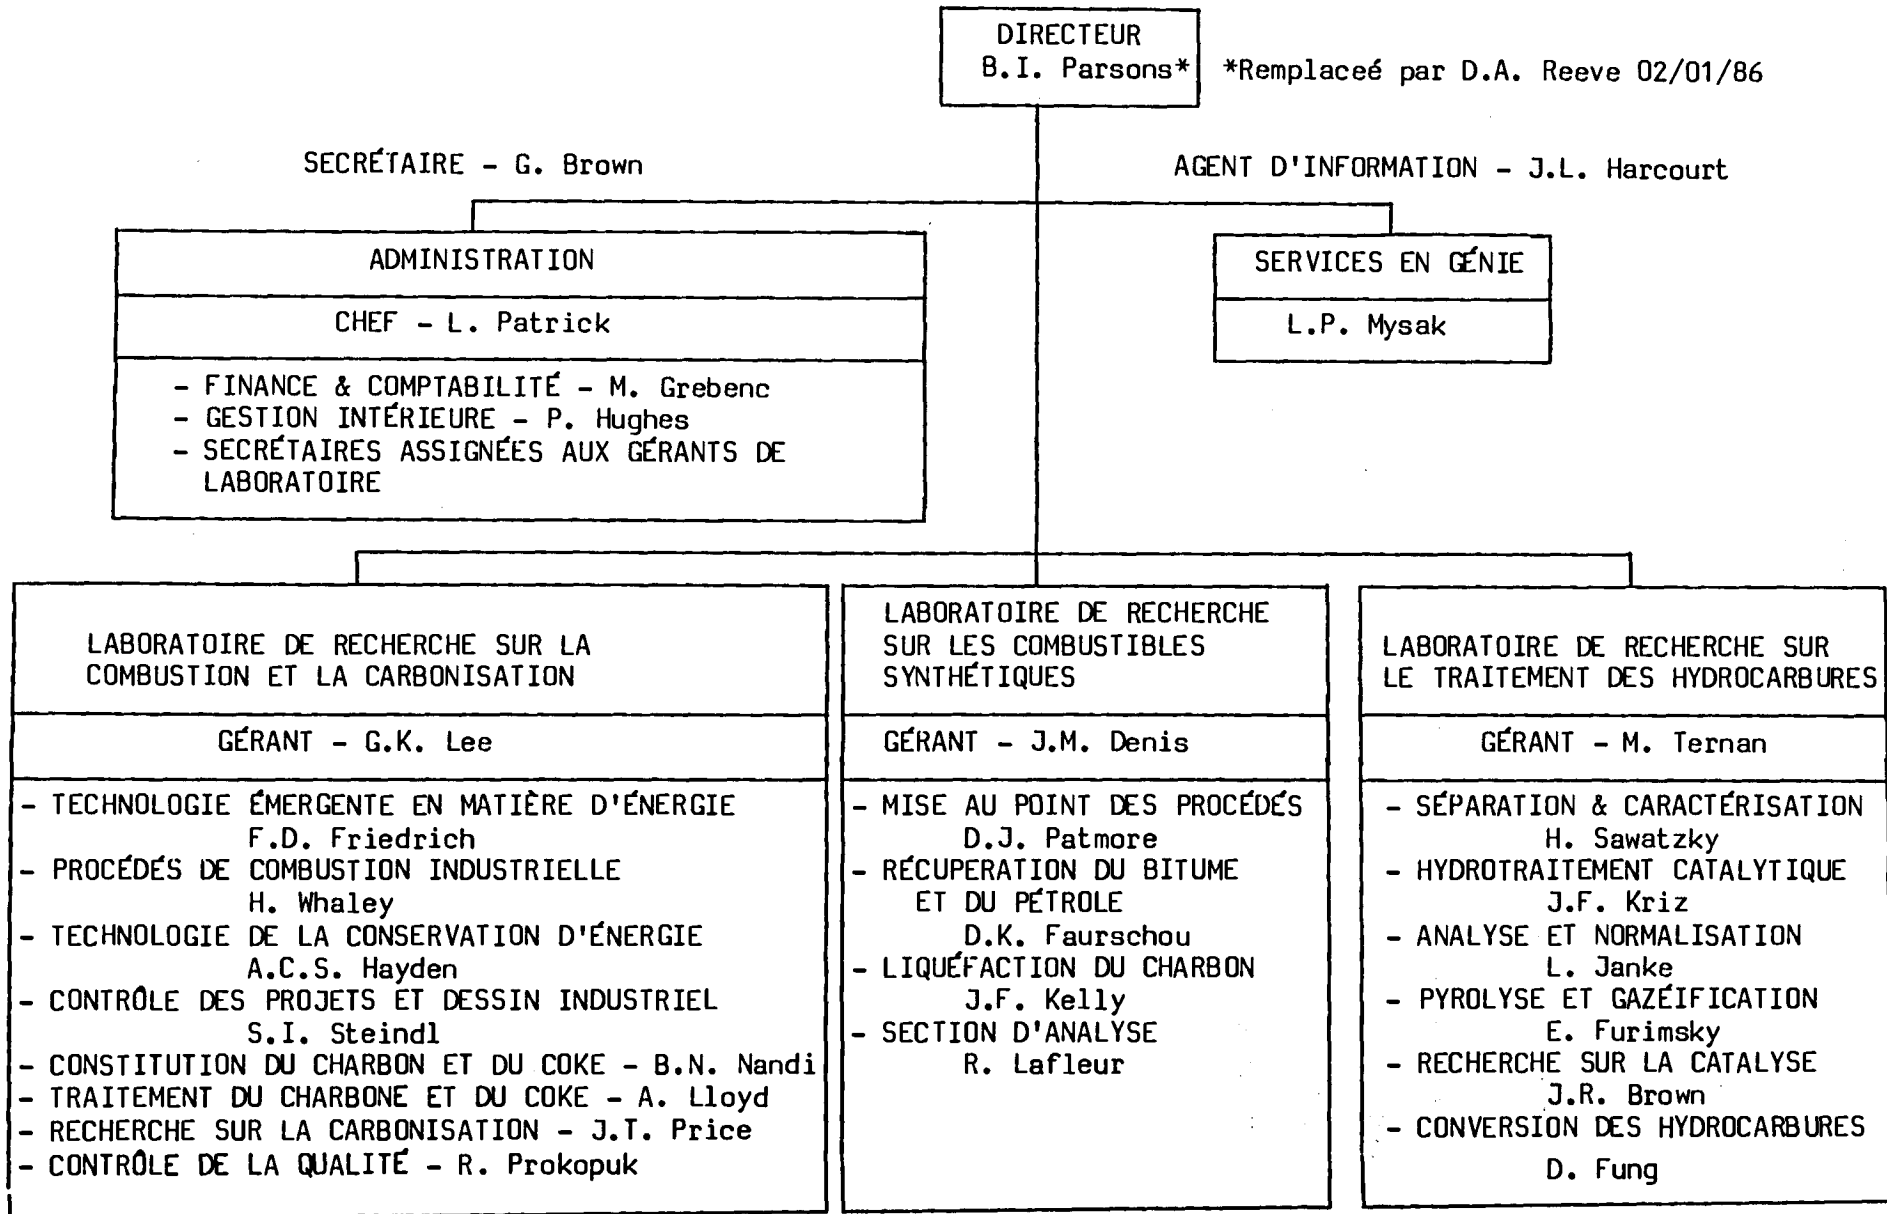 DIRECTEUR
B.I. Parsons*
*Remplaceé par D.A. Reeve 02/01/86
SECRÉTAIRE - G. Brown
AGENT D'INFORMATION - J.L. Harcourt
ADMINISTRATION
CHEF - L. Patrick
- FINANCE & COMPTABILITÉ - M. Grebenc
- GESTION INTÉRIEURE - P. Hughes
- SECRÉTAIRES ASSIGNÉES AUX GÉRANTS DE
LABORATOIRE
SERVICES EN GÉNIE
L.P. Mysak
LABORATOIRE DE RECHERCHE SUR LA
COMBUSTION ET LA CARBONISATION
GÉRANT - G.K. Lee
- TECHNOLOGIE ÉMERGENTE EN MATIÈRE D'ÉNERGIE
F.D. Friedrich
- PROCÉDÉS DE COMBUSTION INDUSTRIELLE
H. Whaley
- TECHNOLOGIE DE LA CONSERVATION D'ÉNERGIE
A.C.S. Hayden
- CONTRÔLE DES PROJETS ET DESSIN INDUSTRIEL
S.I. Steindl
- CONSTITUTION DU CHARBON ET DU COKE - B.N. Nandi
- TRAITEMENT DU CHARBONE ET DU COKE - A. Lloyd
- RECHERCHE SUR LA CARBONISATION - J.T. Price
- CONTRÔLE DE LA QUALITÉ - R. Prokopuk
LABORATOIRE DE RECHERCHE
SUR LES COMBUSTIBLES
SYNTHÉTIQUES
GÉRANT - J.M. Denis
- MISE AU POINT DES PROCÉDÉS
D.J. Patmore
- RÉCUPERATION DU BITUME
ET DU PÉTROLE
D.K. Faurschou
- LIQUÉFACTION DU CHARBON
J.F. Kelly
- SECTION D'ANALYSE
R. Lafleur
LABORATOIRE DE RECHERCHE SUR
LE TRAITEMENT DES HYDROCARBURES
GÉRANT - M. Ternan
- SÉPARATION & CARACTÉRISATION
H. Sawatzky
- HYDROTRAITEMENT CATALYTIQUE
J.F. Kriz
- ANALYSE ET NORMALISATION
L. Janke
- PYROLYSE ET GAZÉIFICATION
E. Furimsky
- RECHERCHE SUR LA CATALYSE
J.R. Brown
- CONVERSION DES HYDROCARBURES
D. Fung